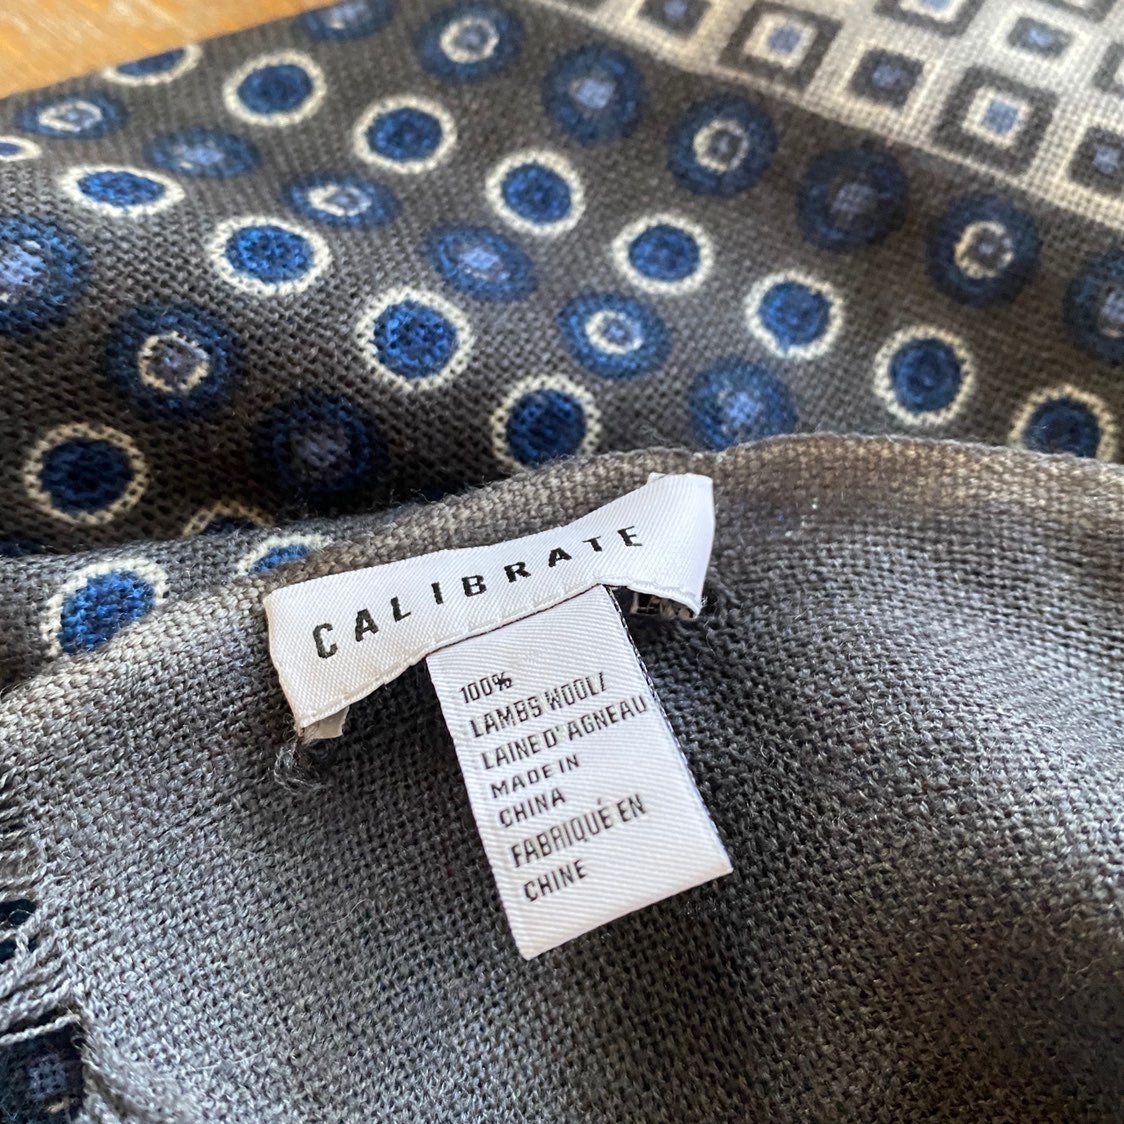 CALIBRATE
100%
LAMBS WOOL/
LAINE D'AGNEAU
MADE IN
CHINA
FABRIQUÉ EN
CHINE